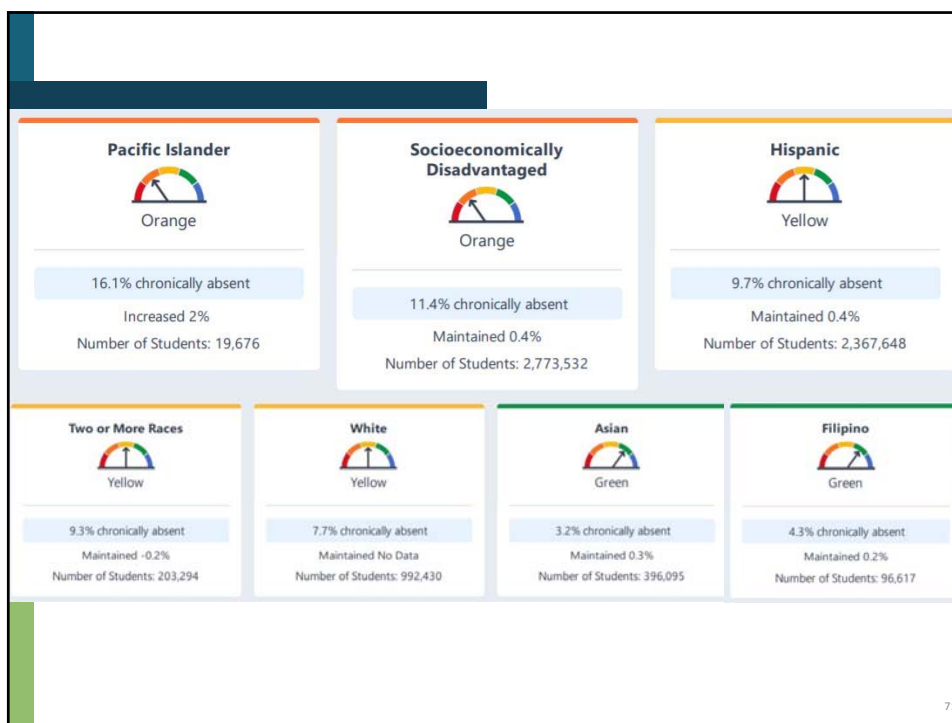 Pacific Islander
Orange
16.1% chronically absent
Increased 2%
Number of Students: 19,676
Socioeconomically
Disadvantaged
Orange
11.4% chronically absent
Maintained 0.4%
Number of Students: 2,773,532
Hispanic
Yellow
9.7% chronically absent
Maintained 0.4%
Number of Students: 2,367,648
Two or More Races
Yellow
9.3% chronically absent
Maintained -0.2%
Number of Students: 203,294
White
Yellow
7.7% chronically absent
Maintained No Data
Number of Students: 992,430
Asian
Green
3.2% chronically absent
Maintained 0.3%
Number of Students: 396,095
Filipino
Green
4.3% chronically absent
Maintained 0.2%
Number of Students: 96,617
7